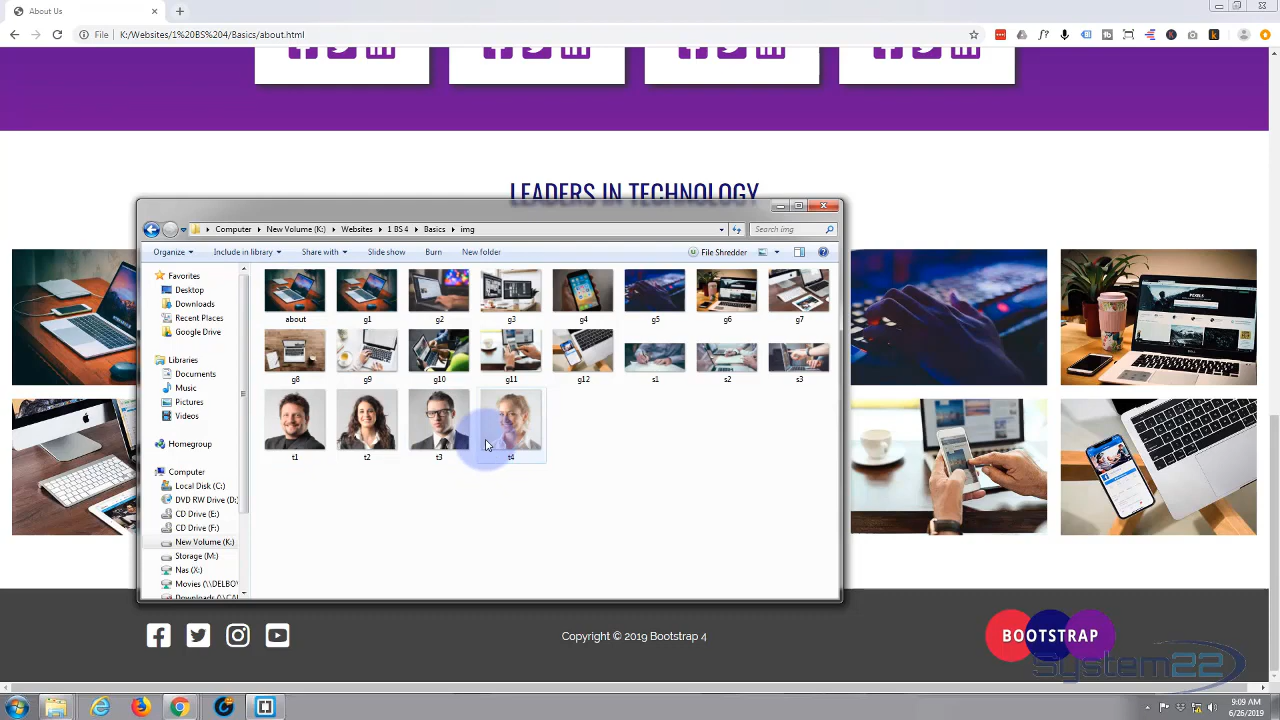 About Us
File K:/Websites/1%20BS%204/Basics/about.html
LEADERS IN TECHNOLOGY
Computer New Volume (K:) Websites 1 BS 4 Basics img
Search img
Organize Include in library Share with Slide show Burn New folder File Shredder
Favorites
Desktop
Downloads
Recent Places
Google Drive
Libraries
Documents
Music
Pictures
Videos
Homegroup
Computer
Local Disk (C:)
DVD RW Drive (D:)
CD Drive (E:)
CD Drive (F:)
New Volume (K:)
Storage (M:)
Nas (X:)
Movies (\\DELBO
about g1 g2 g3 g4 g5 g6 g7
g8 g9 g10 g11 g12 s1 s2 s3
t1 t2 t3 t4
Copyright © 2019 Bootstrap 4
BOOTSTRAP
System22
9:09 AM
6/26/2019